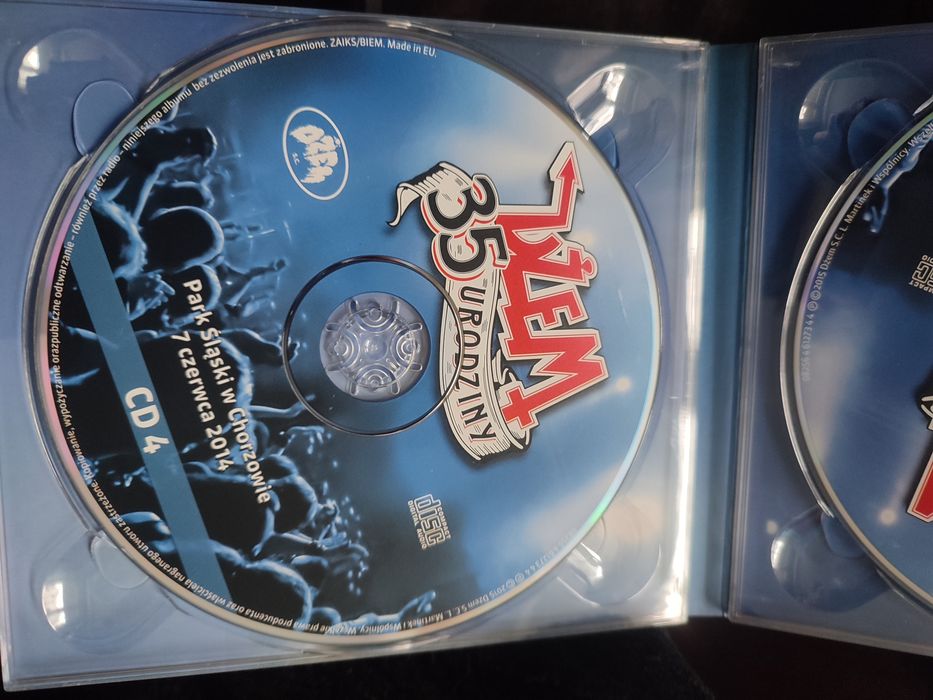 DŻEM
35 URODZINY
DŻEM
S.C.
COMPACT
disc
DIGITAL AUDIO
Park Śląski w Chorzowie
7 czerwca 2014
CD 4
℗ © 2015 Dżem S.C. L. Martinek i Wspólnicy. Wszelkie prawa producenta oraz właściciela nagranego utworu zastrzeżone. Kopiowanie, wypożyczanie oraz publiczne odtwarzanie – również przez radio – niniejszego albumu bez zezwolenia jest zabronione. ZAIKS/BIEM. Made in EU.
℗ © 2015 Dżem S.C. L. Martinek i Wspólnicy.